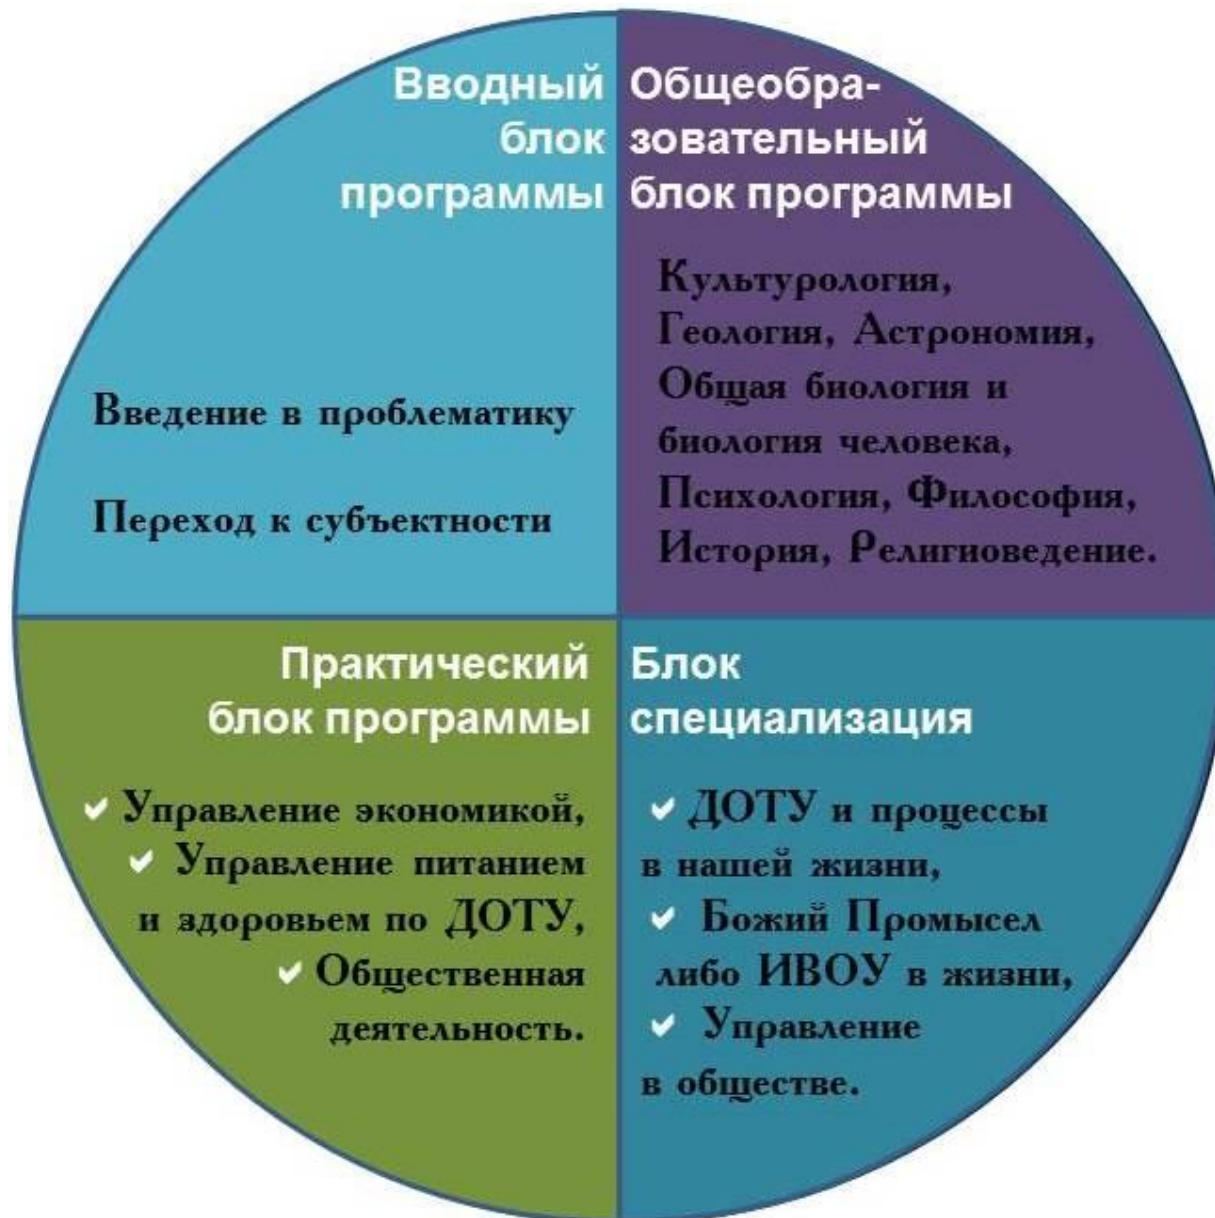 Вводный
блок
программы
Введение в проблематику
Переход к субъектности
Общеобра-
зовательный
блок программы
Культурология,
Геология, Астрономия,
Общая биология и
биология человека,
Психология, Философия,
История, Религиоведение.
Практический
блок программы
Управление экономикой,
Управление питанием
и здоровьем по ДОТУ,
Общественная
деятельность.
Блок
специализация
ДОТУ и процессы
в нашей жизни,
Божий Промысел
либо ИВОУ в жизни,
Управление
в обществе.